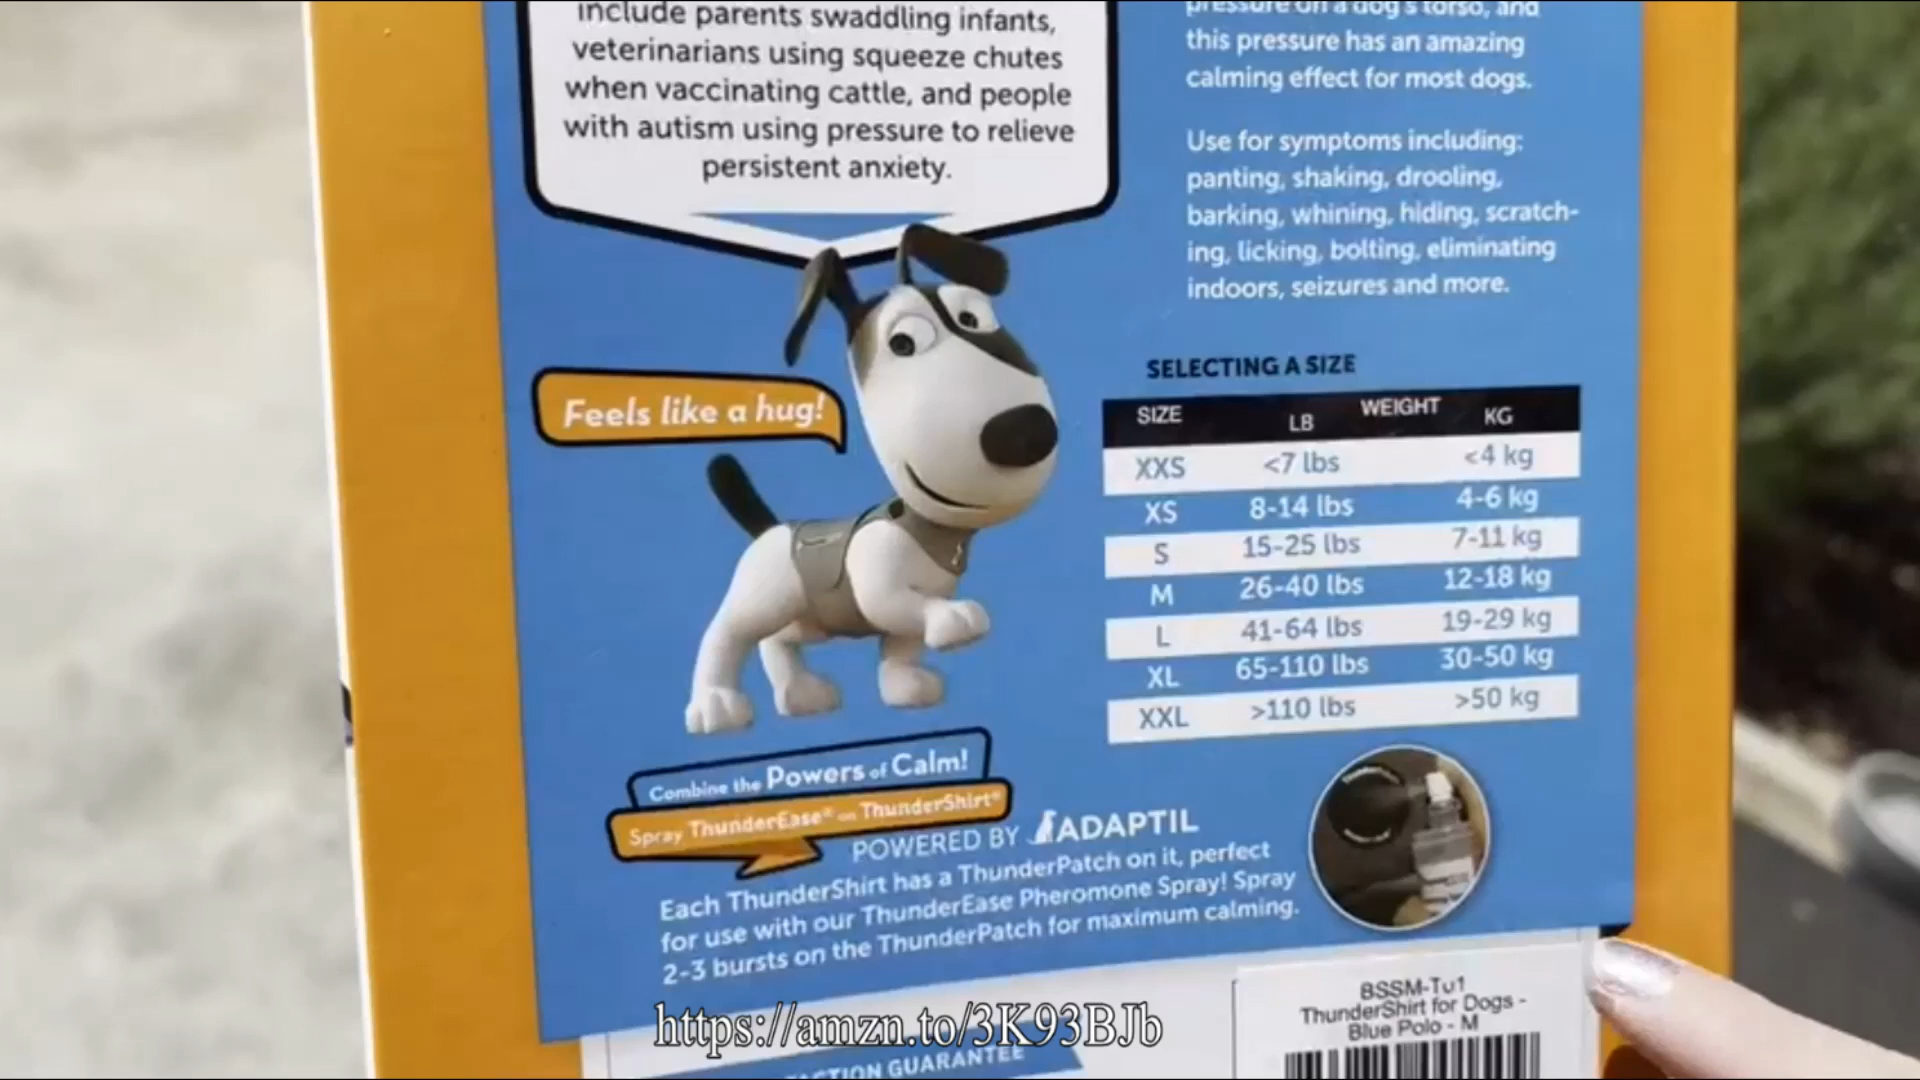 include parents swaddling infants,
veterinarians using squeeze chutes
when vaccinating cattle, and people
with autism using pressure to relieve
persistent anxiety.
pressure on a dog's torso, and
this pressure has an amazing
calming effect for most dogs.
Use for symptoms including:
panting, shaking, drooling,
barking, whining, hiding, scratch-
ing, licking, bolting, eliminating
indoors, seizures and more.
Feels like a hug!
SELECTING A SIZE
SIZE WEIGHT
LB KG
XXS <7 lbs <4 kg
XS 8-14 lbs 4-6 kg
S 15-25 lbs 7-11 kg
M 26-40 lbs 12-18 kg
L 41-64 lbs 19-29 kg
XL 65-110 lbs 30-50 kg
XXL >110 lbs >50 kg
Combine the Powers of Calm!
Spray ThunderEase® on ThunderShirt®
POWERED BY ADAPTIL
Each ThunderShirt has a ThunderPatch on it, perfect
for use with our ThunderEase Pheromone Spray! Spray
2-3 bursts on the ThunderPatch for maximum calming.
BSSM-T01
ThunderShirt for Dogs -
Blue Polo - M
https://amzn.to/3K93BJb
GUARANTEE